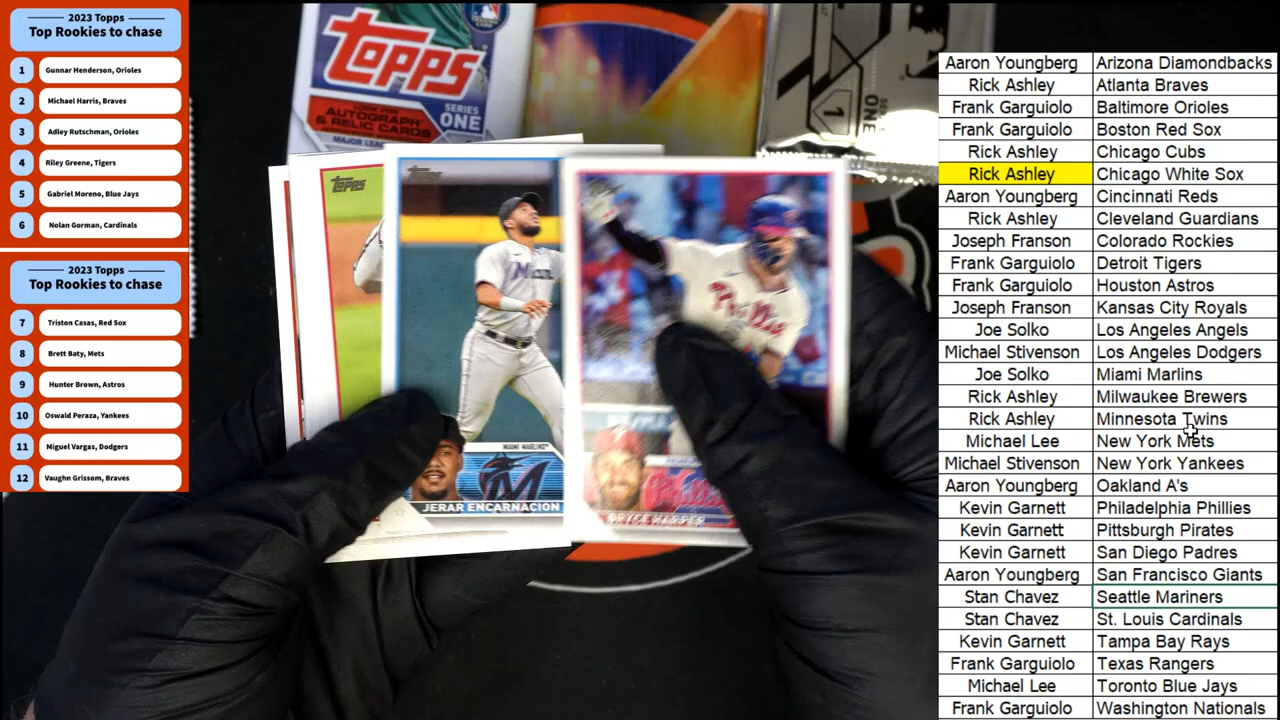 2023 Topps
Top Rookies to chase
1 Gunnar Henderson, Orioles
2 Michael Harris, Braves
3 Adley Rutschman, Orioles
4 Riley Greene, Tigers
5 Gabriel Moreno, Blue Jays
6 Nolan Gorman, Cardinals
2023 Topps
Top Rookies to chase
7 Triston Casas, Red Sox
8 Brett Baty, Mets
9 Hunter Brown, Astros
10 Oswald Peraza, Yankees
11 Miguel Vargas, Dodgers
12 Vaughn Grissom, Braves
topps
SERIES
ONE
AUTOGRAPH
& RELIC CARDS
topps
topps
Miam
MIAMI MARLINS
JERAR ENCARNACION
Phillies
BRYCE HARPER
Aaron Youngberg Arizona Diamondbacks
Rick Ashley Atlanta Braves
Frank Garguiolo Baltimore Orioles
Frank Garguiolo Boston Red Sox
Rick Ashley Chicago Cubs
Rick Ashley Chicago White Sox
Aaron Youngberg Cincinnati Reds
Rick Ashley Cleveland Guardians
Joseph Franson Colorado Rockies
Frank Garguiolo Detroit Tigers
Frank Garguiolo Houston Astros
Joseph Franson Kansas City Royals
Joe Solko Los Angeles Angels
Michael Stivenson Los Angeles Dodgers
Joe Solko Miami Marlins
Rick Ashley Milwaukee Brewers
Rick Ashley Minnesota Twins
Michael Lee New York Mets
Michael Stivenson New York Yankees
Aaron Youngberg Oakland A's
Kevin Garnett Philadelphia Phillies
Kevin Garnett Pittsburgh Pirates
Kevin Garnett San Diego Padres
Aaron Youngberg San Francisco Giants
Stan Chavez Seattle Mariners
Stan Chavez St. Louis Cardinals
Kevin Garnett Tampa Bay Rays
Frank Garguiolo Texas Rangers
Michael Lee Toronto Blue Jays
Frank Garguiolo Washington Nationals